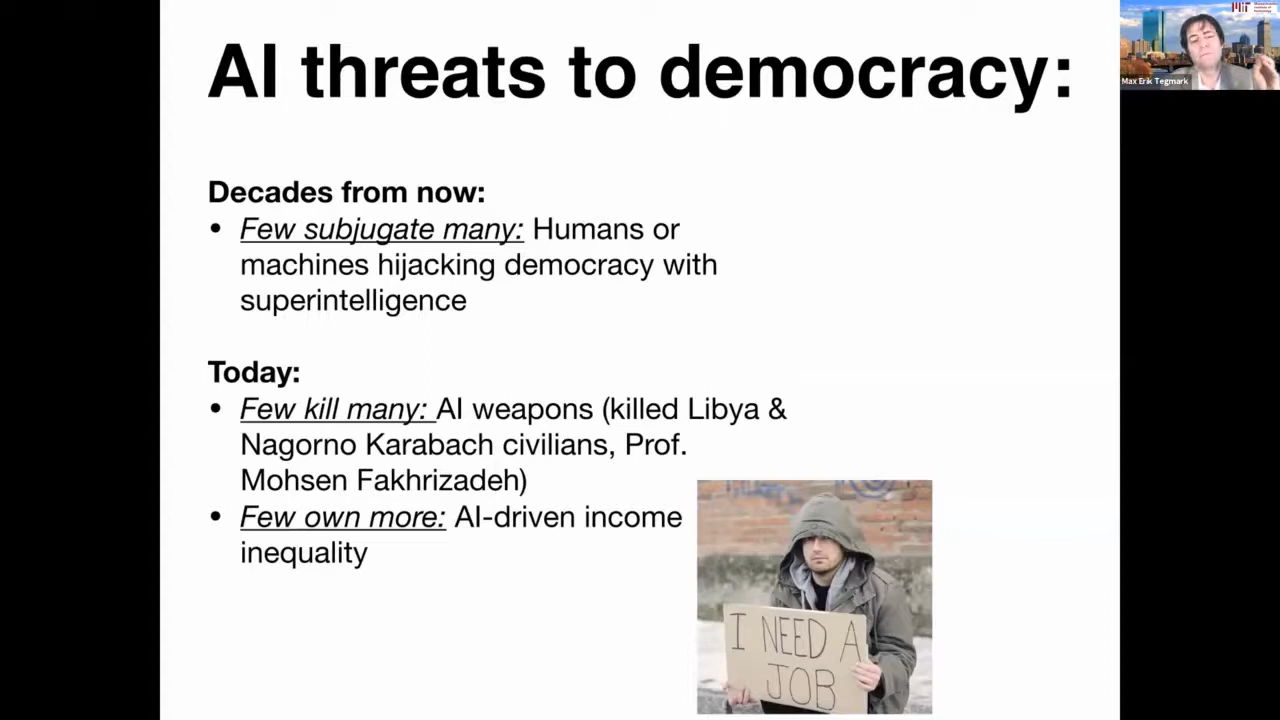 AI threats to democracy:
Decades from now:
• Few subjugate many: Humans or
machines hijacking democracy with
superintelligence
Today:
• Few kill many: AI weapons (killed Libya &
Nagorno Karabach civilians, Prof.
Mohsen Fakhrizadeh)
• Few own more: AI-driven income
inequality
I NEED A
JOB
MIT
Max Erik Tegmark